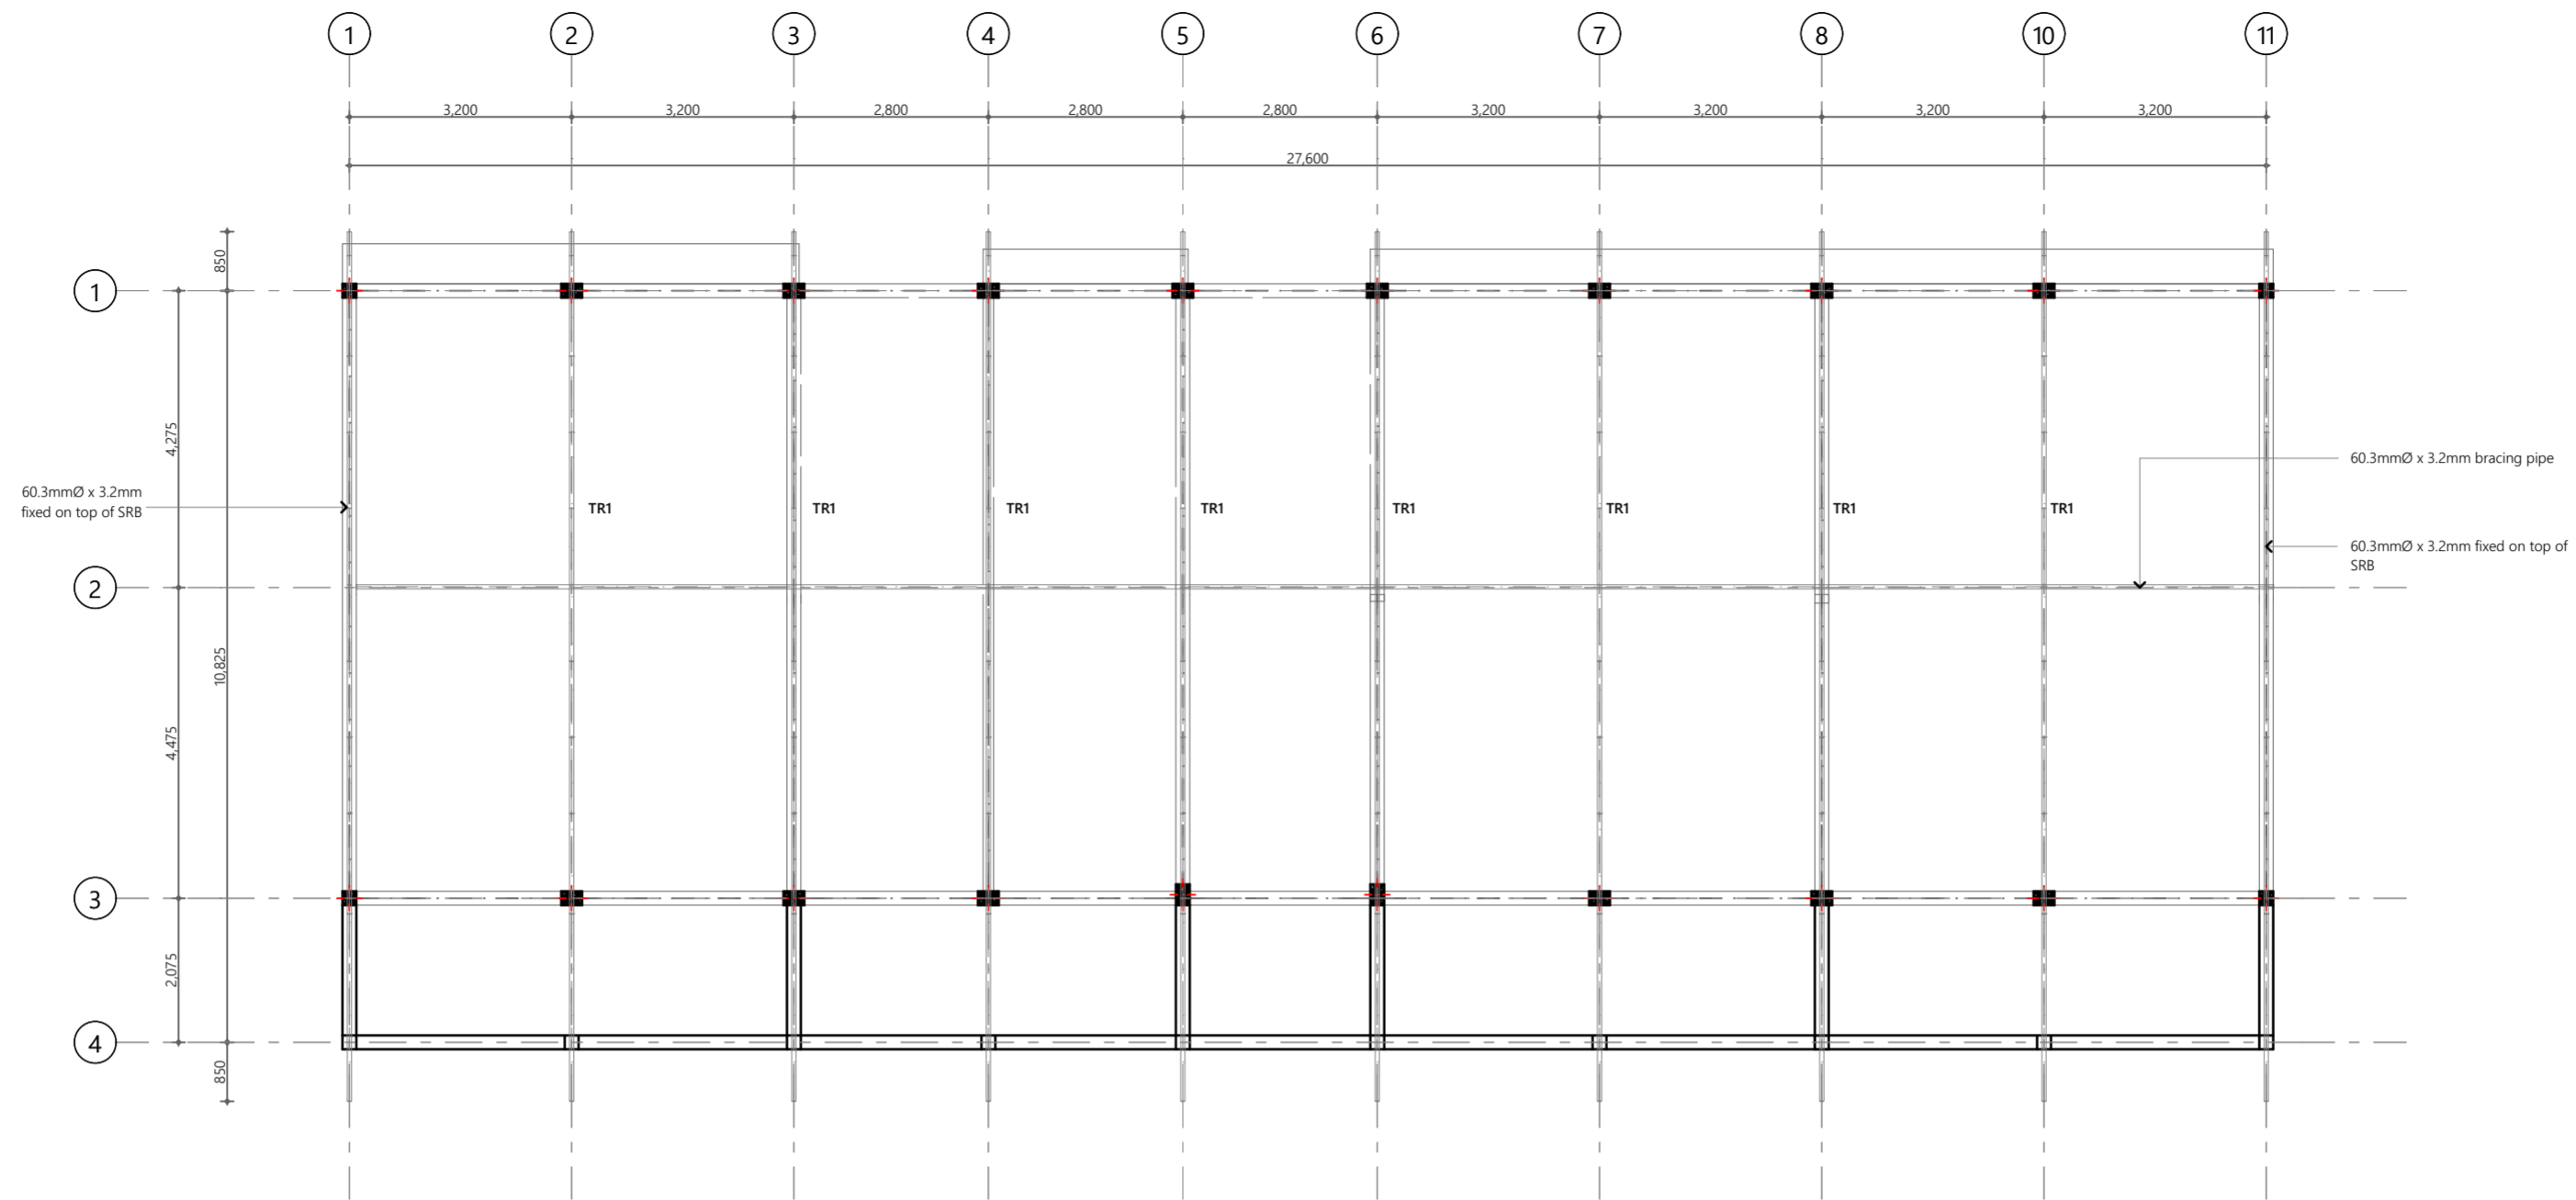 1 2 3 4 5 6 7 8 10 11
3,200 3,200 2,800 2,800 2,800 3,200 3,200 3,200 3,200
27,600
850
1
4,275
60.3mmØ x 3.2mm
fixed on top of SRB
TR1 TR1 TR1 TR1 TR1 TR1 TR1 TR1
60.3mmØ x 3.2mm bracing pipe
60.3mmØ x 3.2mm fixed on top of
SRB
2
10,825
4,475
3
2,075
4
850